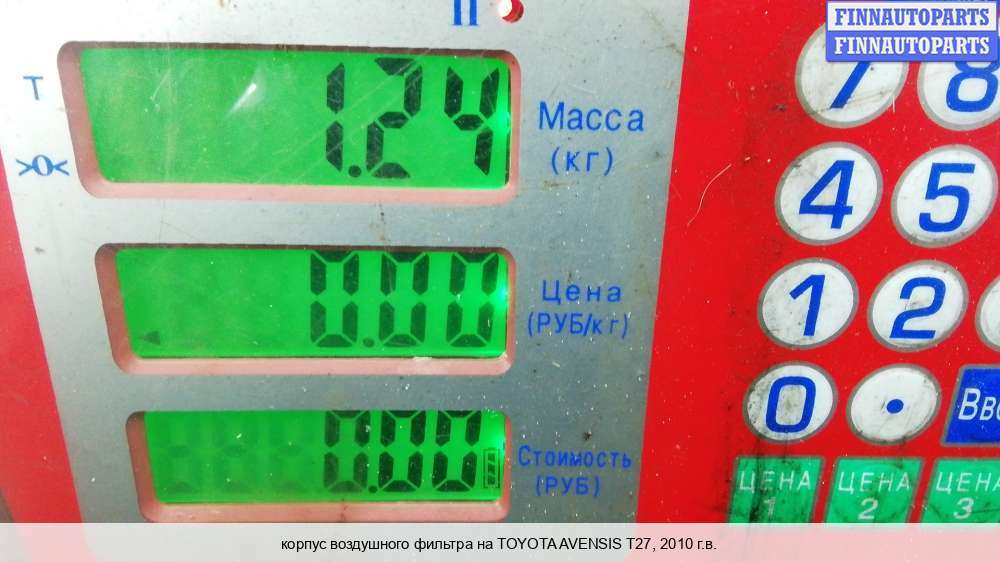 FINNAUTOPARTS
FINNAUTOPARTS
П
Т
1.24
Масса
(кг)
>0<
7
8
4
5
0.00
Цена
(РУБ/кг)
1
2
0.00
Стоимость
(РУБ)
0
.
ЦЕНА
1
ЦЕНА
2
ЦЕНА
3
корпус воздушного фильтра на TOYOTA AVENSIS T27, 2010 г.в.